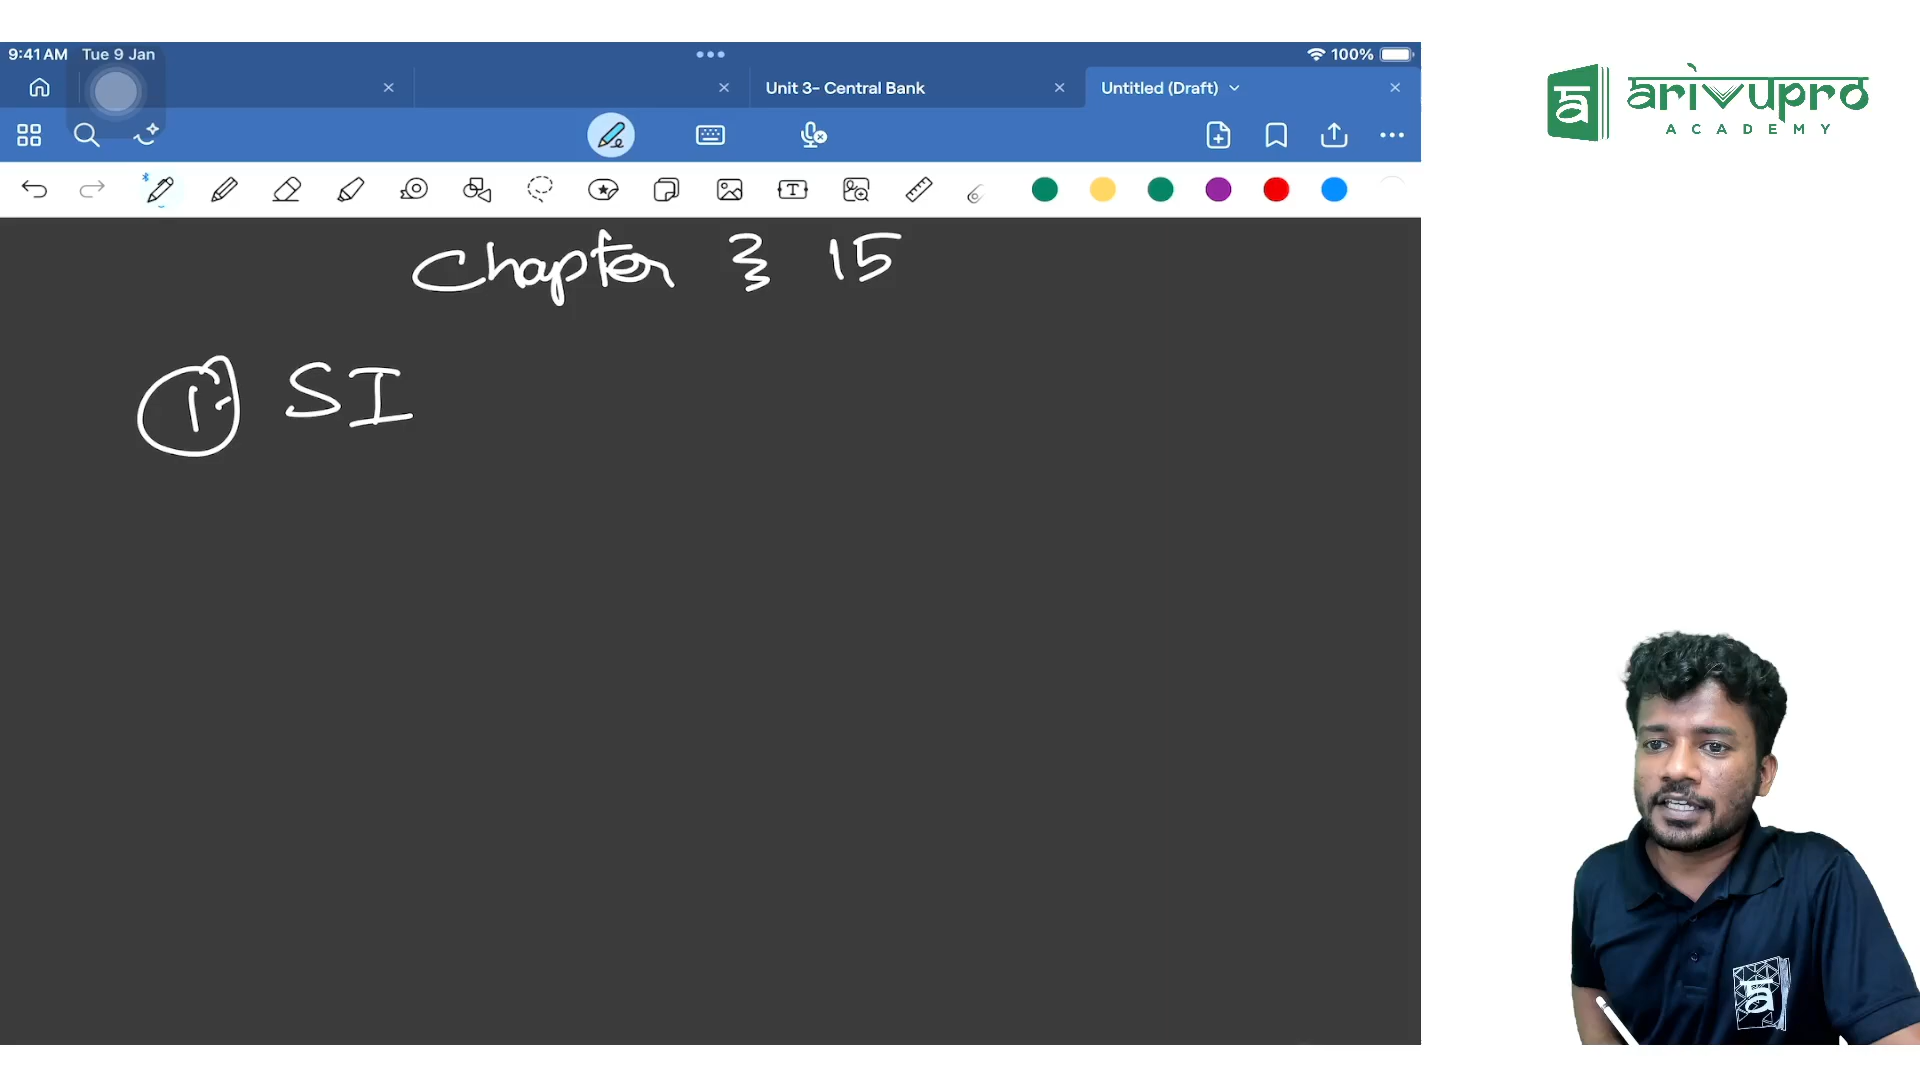 9:41 AM Tue 9 Jan
100%
Unit 3- Central Bank
Untitled (Draft)
arivupro
ACADEMY
Chapter 3 15
1 SI